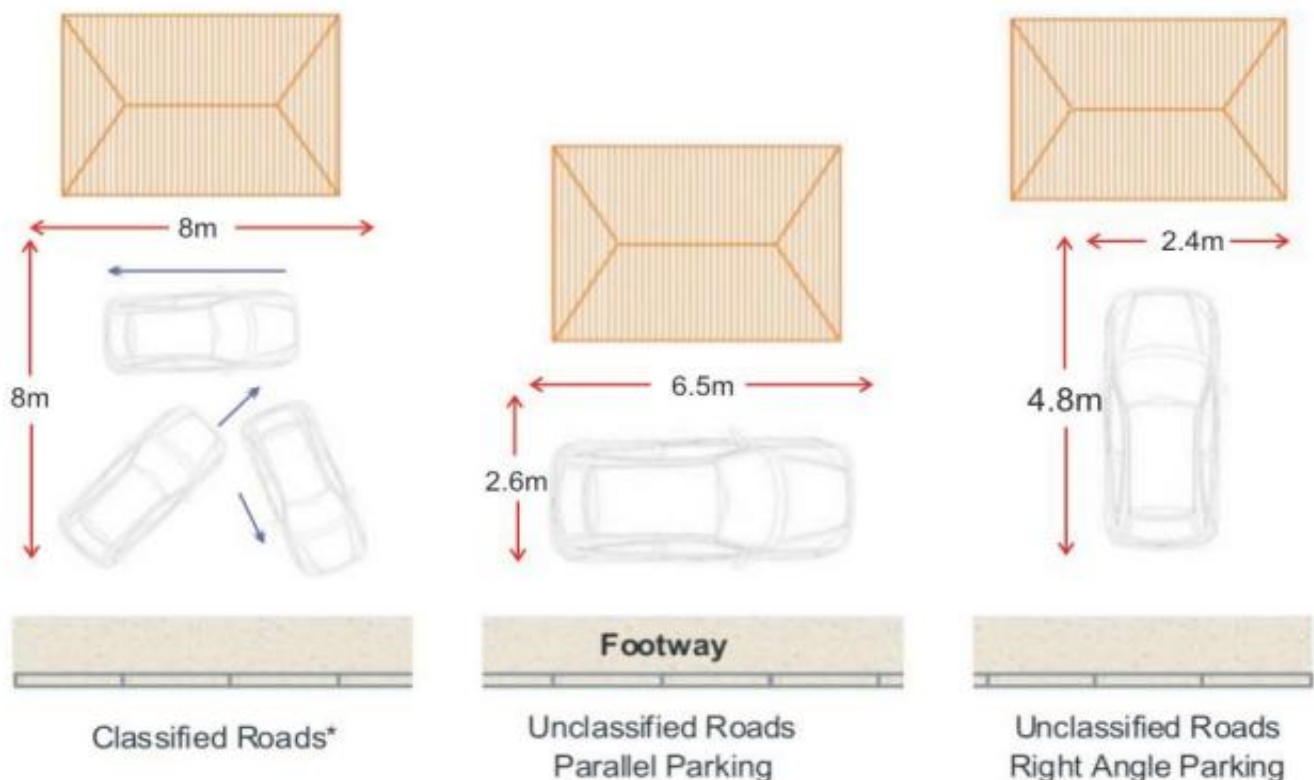 8m
8m
Classified Roads*
6.5m
2.6m
Footway
Unclassified Roads
Parallel Parking
2.4m
4.8m
Unclassified Roads
Right Angle Parking